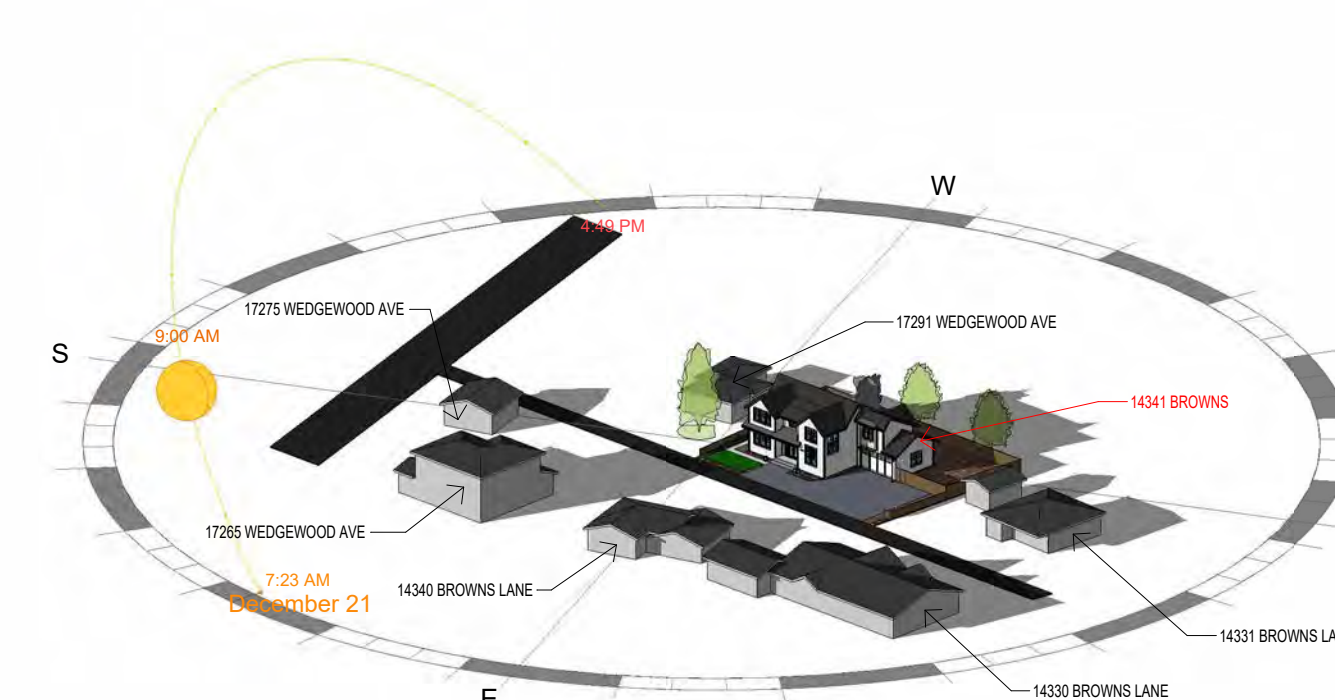 W
4:49 PM
17275 WEDGEWOOD AVE
17291 WEDGEWOOD AVE
9:00 AM
S
14341 BROWNS
17265 WEDGEWOOD AVE
7:23 AM
December 21
14340 BROWNS LANE
14331 BROWNS LA
E
14330 BROWNS LANE